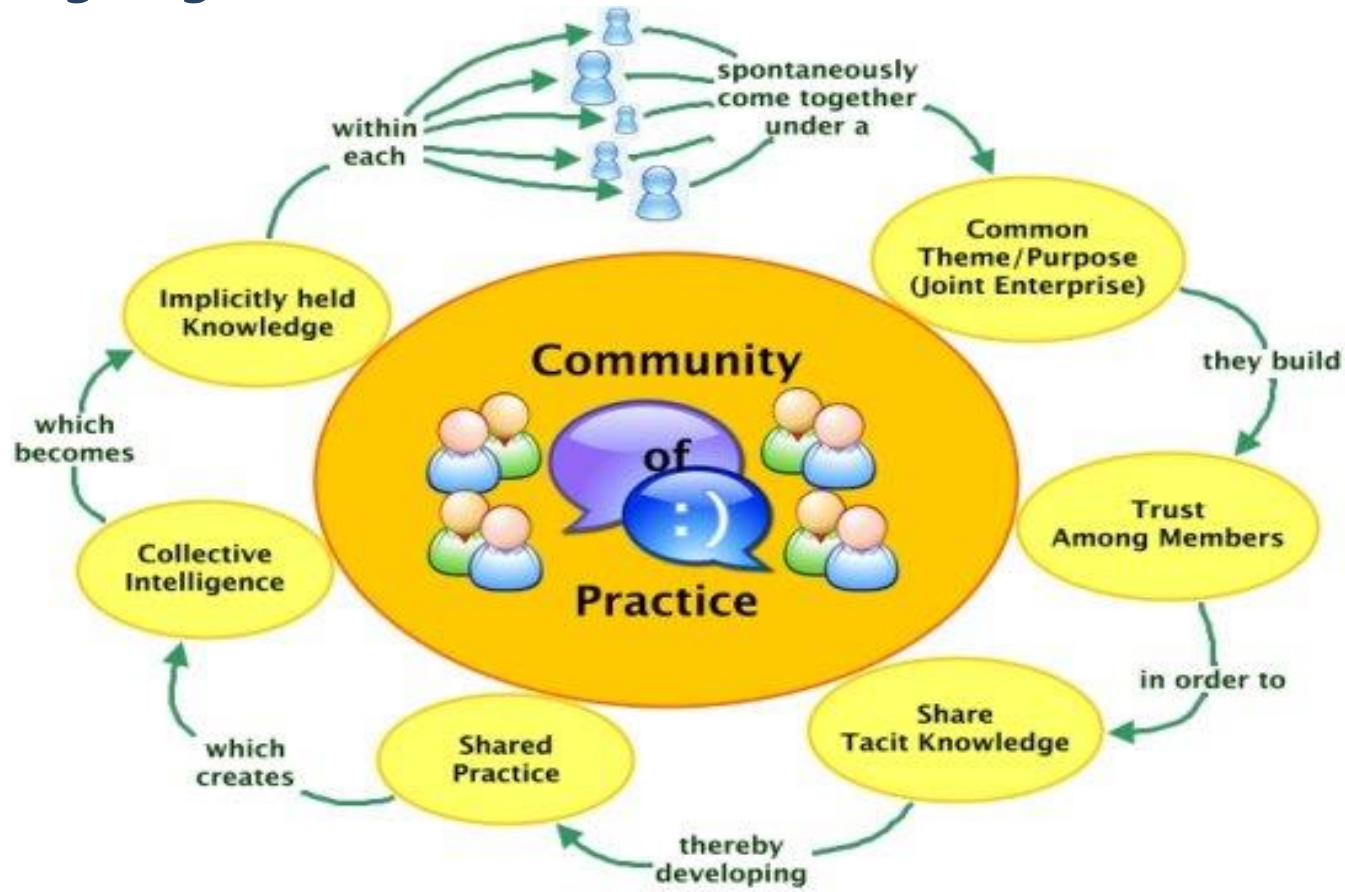 within
each
spontaneously
come together
under a
Common
Theme/Purpose
(Joint Enterprise)
they build
Trust
Among Members
in order to
Share
Tacit Knowledge
thereby
developing
Shared
Practice
which
creates
Collective
Intelligence
which
becomes
Implicitly held
Knowledge
Community
of
:)
Practice